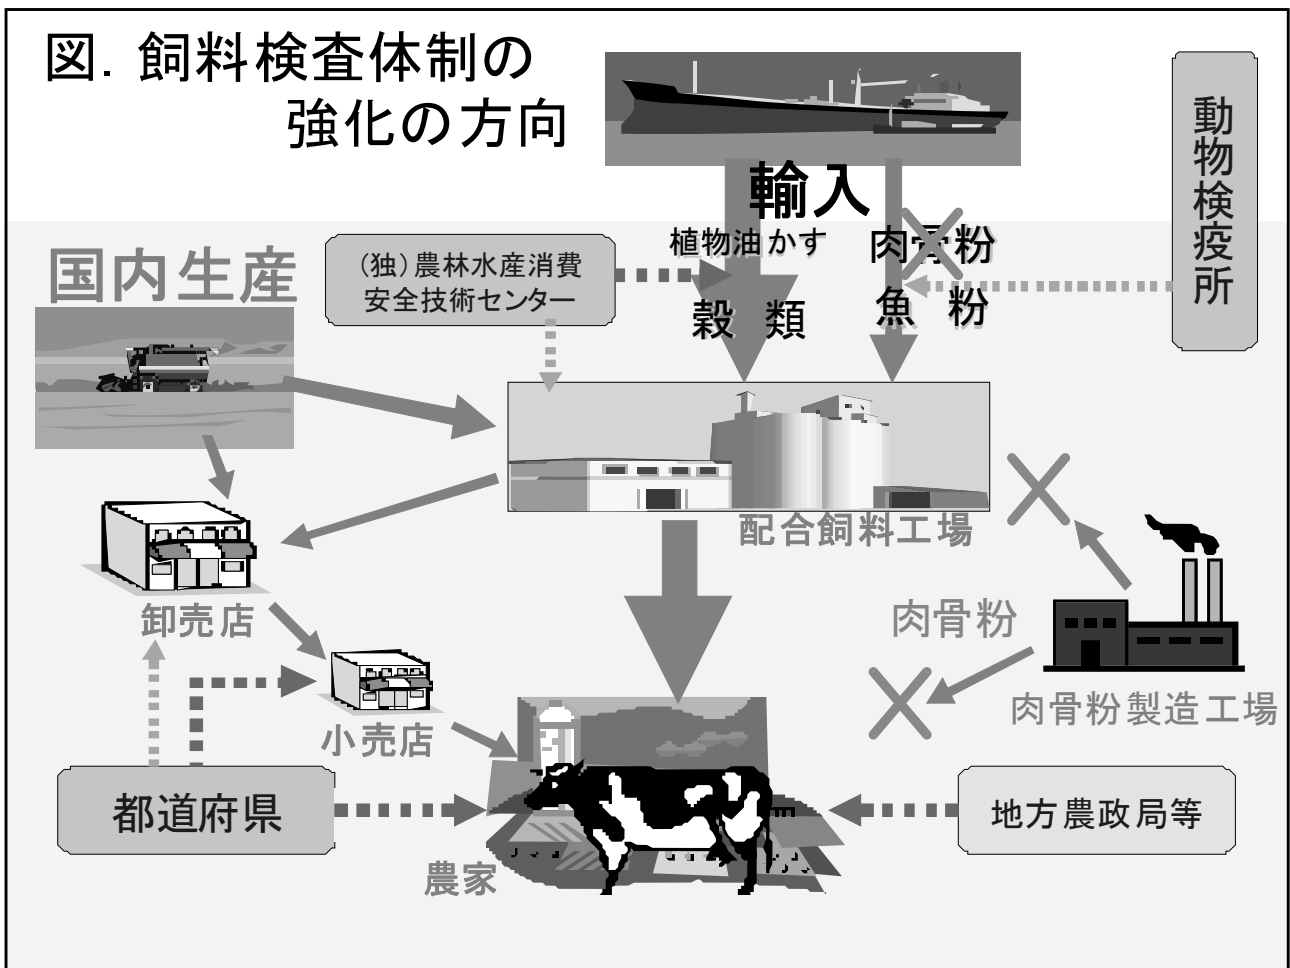 図．飼料検査体制の
強化の方向
動物検疫所
輸入
植物油かす
肉骨粉
国内生産
（独）農林水産消費
安全技術センター
穀　類
魚　粉
配合飼料工場
卸売店
肉骨粉
肉骨粉製造工場
小売店
都道府県
地方農政局等
農家